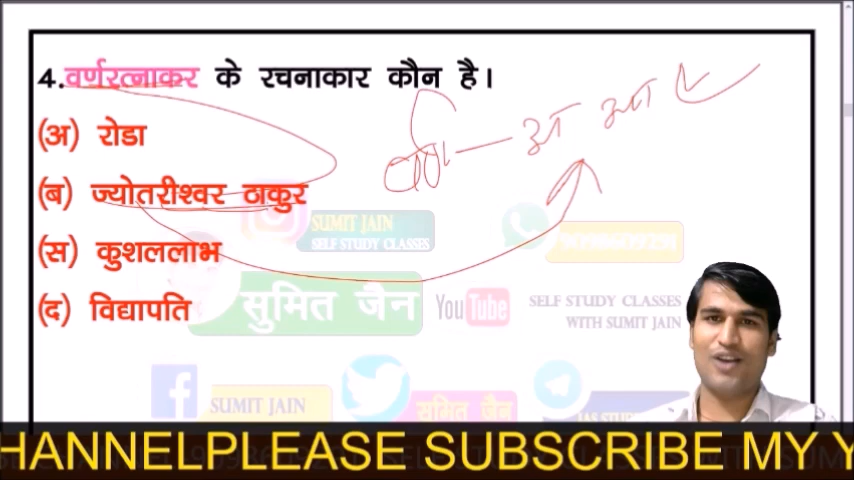 4.वर्णरत्नाकर के रचनाकार कौन है।
(अ) रोडा
(ब) ज्योतरीश्वर ठाकुर
(स) कुशललाभ
(द) विद्यापति
SUMIT JAIN
SELF STUDY CLASSES
सुमित जैन
YouTube
SELF STUDY CLASSES
WITH SUMIT JAIN
SUMIT JAIN
सुमित जैन
HANNELPLEASE SUBSCRIBE MY Y